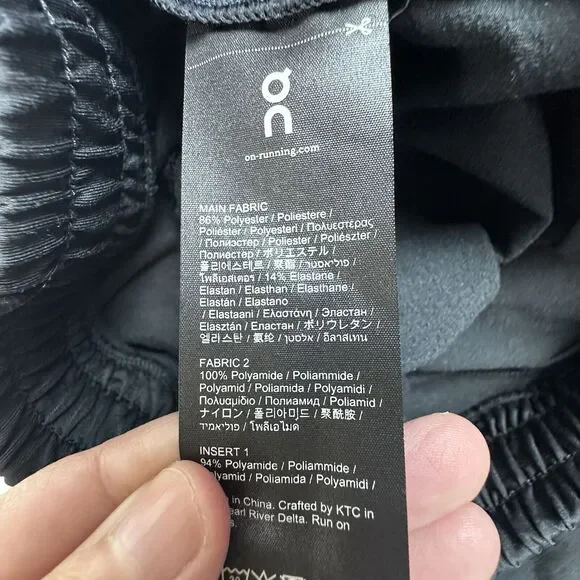 on
on-running.com
MAIN FABRIC
86% Polyester / Poliestere /
Poliéster / Polyesteri / Πολυεστέρας
/ Полиэстер / Poliester / Poliészter /
Полиестер / ポリエステル /
폴리에스테르 / 聚酯 / פוליאסטר /
โพลีเอสเตอร์ / 14% Elastane /
Elastan / Elasthan / Elasthane /
Elastán / Elastano
/ Elastaani / Ελαστάνη / Эластан /
Elasztán / Еластан / ポリウレタン /
엘라스탄 / 氨纶 / אלסטן / อีลาสเทน
FABRIC 2
100% Polyamide / Poliammide /
Polyamid / Poliamida / Polyamidi /
Πολυαμίδιο / Полиамид / Poliamid /
ナイロン / 폴리아미드 / 聚酰胺 /
פוליאמיד / โพลีเอไมด์
INSERT 1
94% Polyamide / Poliammide /
Polyamid / Poliamida / Polyamidi /
in China. Crafted by KTC in
River Delta. Run on
30